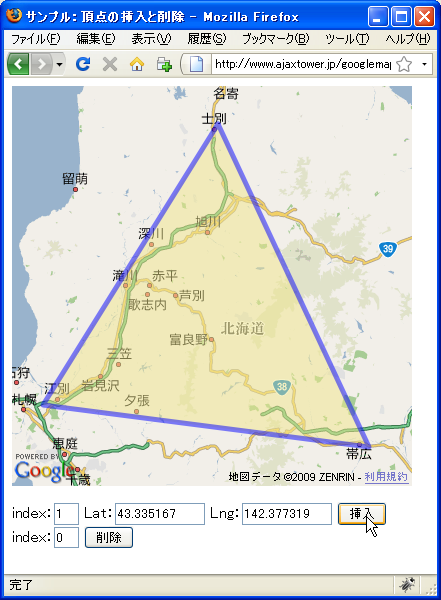 サンプル: 頂点の挿入と削除 - Mozilla Firefox
ファイル(F) 編集(E) 表示(V) 履歴(S) ブックマーク(B) ツール(T) ヘルプ(H)
http://www.ajaxtower.jp/googlemap
名寄
士別
留萌
旭川
深川
39
滝川
赤平
芦別
歌志内
北海道
富良野
三笠
岩見沢
38
石狩
江別
札幌
夕張
恵庭
帯広
POWERED BY
Google
千歳
地図データ ©2009 ZENRIN - 利用規約
index: 1 Lat: 43.335167 Lng: 142.377319 挿入
index: 0 削除
完了